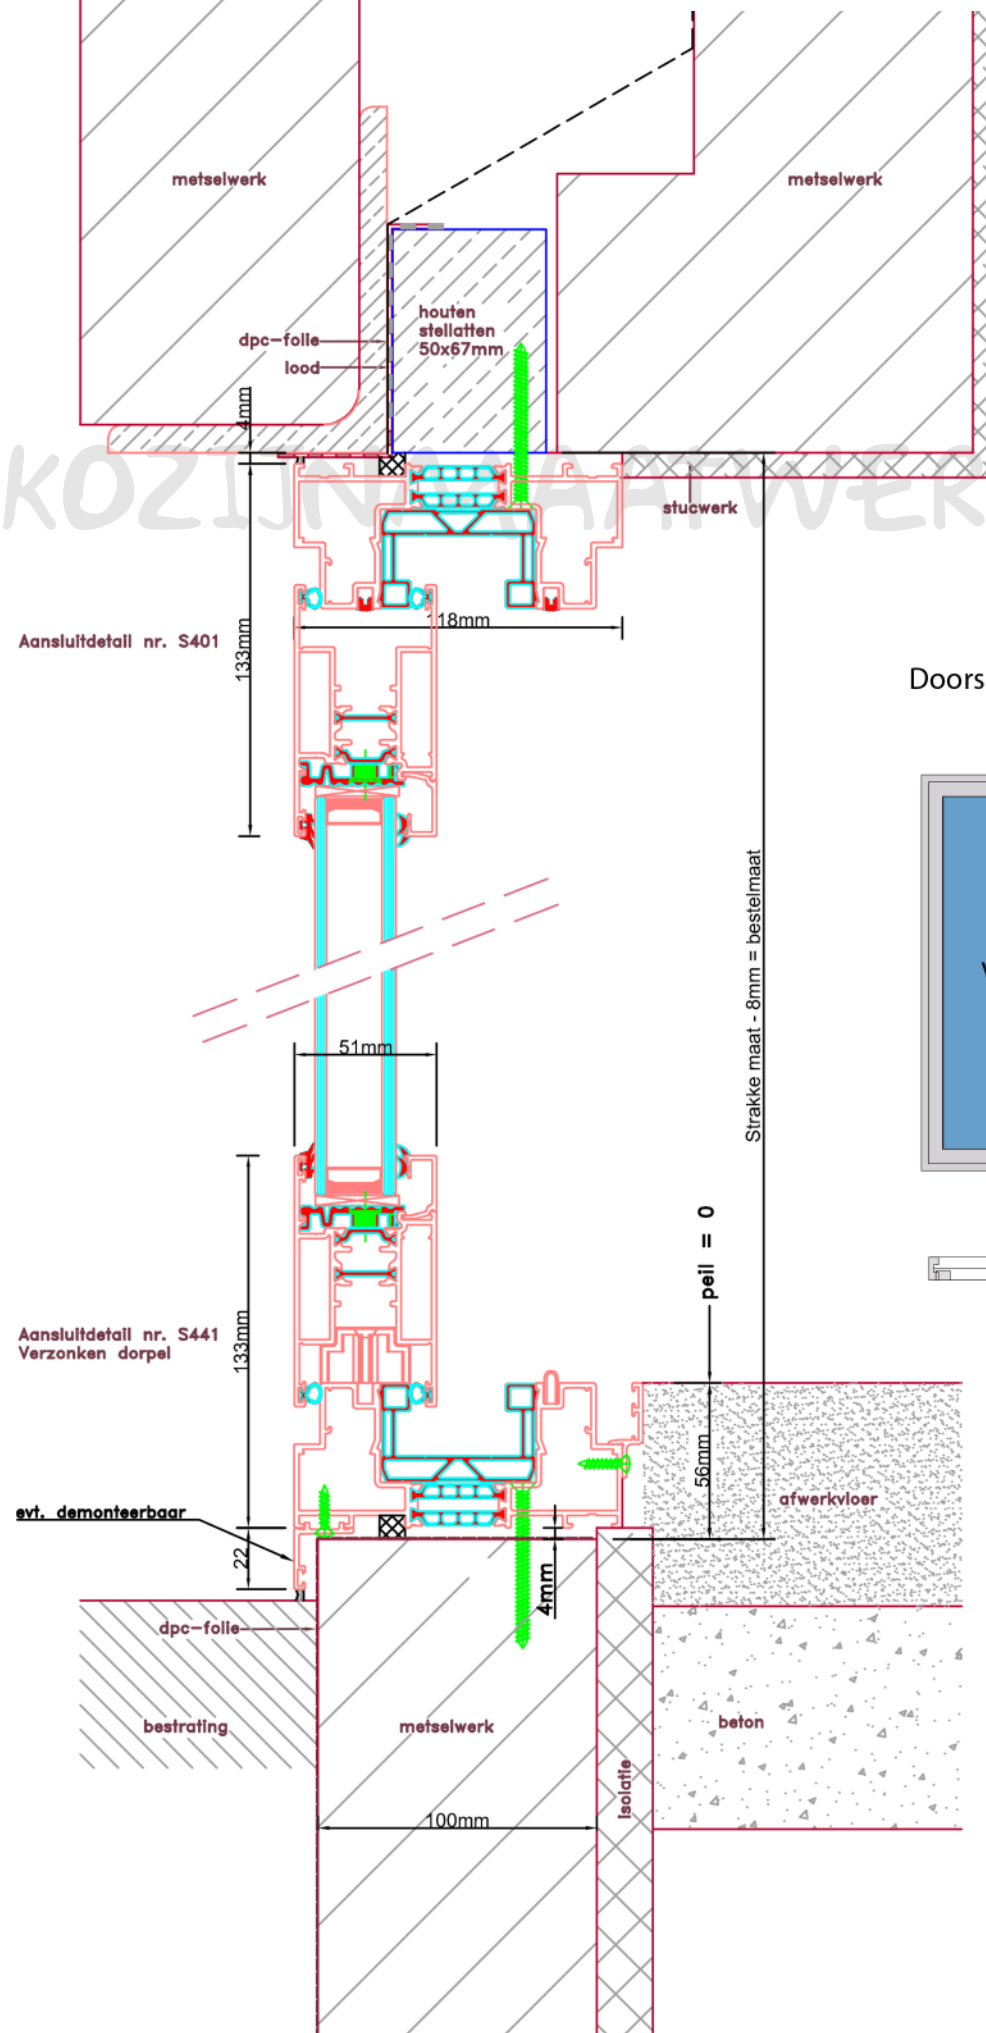 metselwerk
metselwerk
houten
stellatten
50x67mm
dpc-folie
lood
4mm
KOZIJNMAATWER
stucwerk
118mm
Aansluitdetail nr. S401
133mm
Doors
Strakke maat - 8mm = bestelmaat
51mm
peil = 0
Aansluitdetail nr. S441
Verzonken dorpel
133mm
56mm
afwerkvloer
evt. demonteerbaar
22
4mm
dpc-folie
bestrating
metselwerk
beton
isolatie
100mm